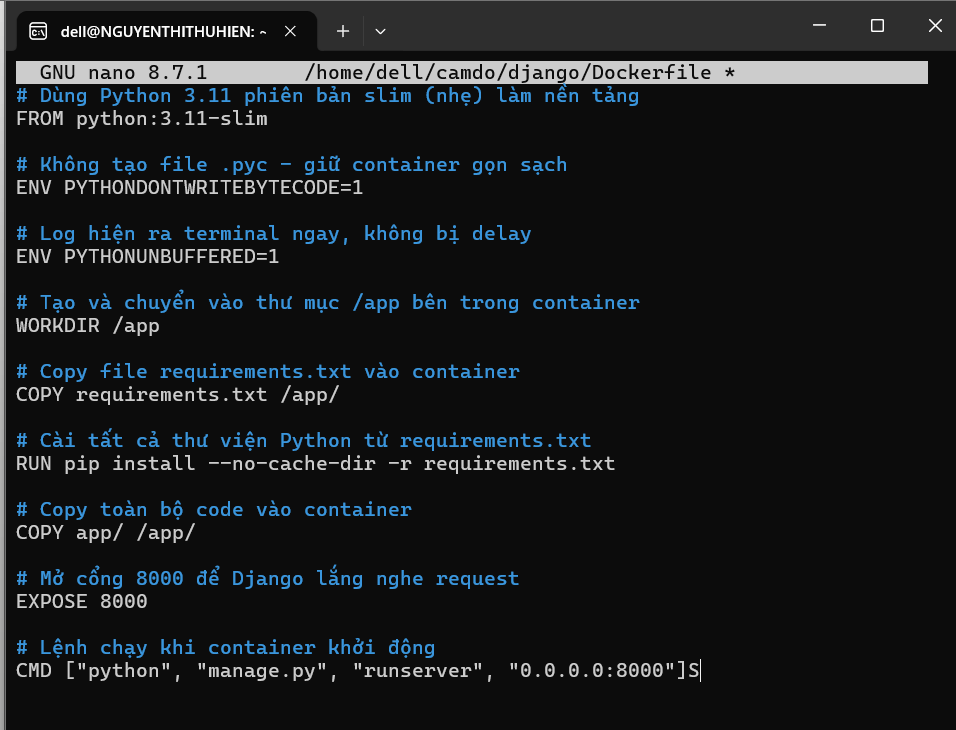 dell@NGUYENTHITHUHIEN: ~
GNU nano 8.7.1 /home/dell/camdo/django/Dockerfile *
# Dùng Python 3.11 phiên bản slim (nhẹ) làm nền tảng
FROM python:3.11-slim
# Không tạo file .pyc - giữ container gọn sạch
ENV PYTHONDONTWRITEBYTECODE=1
# Log hiện ra terminal ngay, không bị delay
ENV PYTHONUNBUFFERED=1
# Tạo và chuyển vào thư mục /app bên trong container
WORKDIR /app
# Copy file requirements.txt vào container
COPY requirements.txt /app/
# Cài tất cả thư viện Python từ requirements.txt
RUN pip install --no-cache-dir -r requirements.txt
# Copy toàn bộ code vào container
COPY app/ /app/
# Mở cổng 8000 để Django lắng nghe request
EXPOSE 8000
# Lệnh chạy khi container khởi động
CMD ["python", "manage.py", "runserver", "0.0.0.0:8000"]S